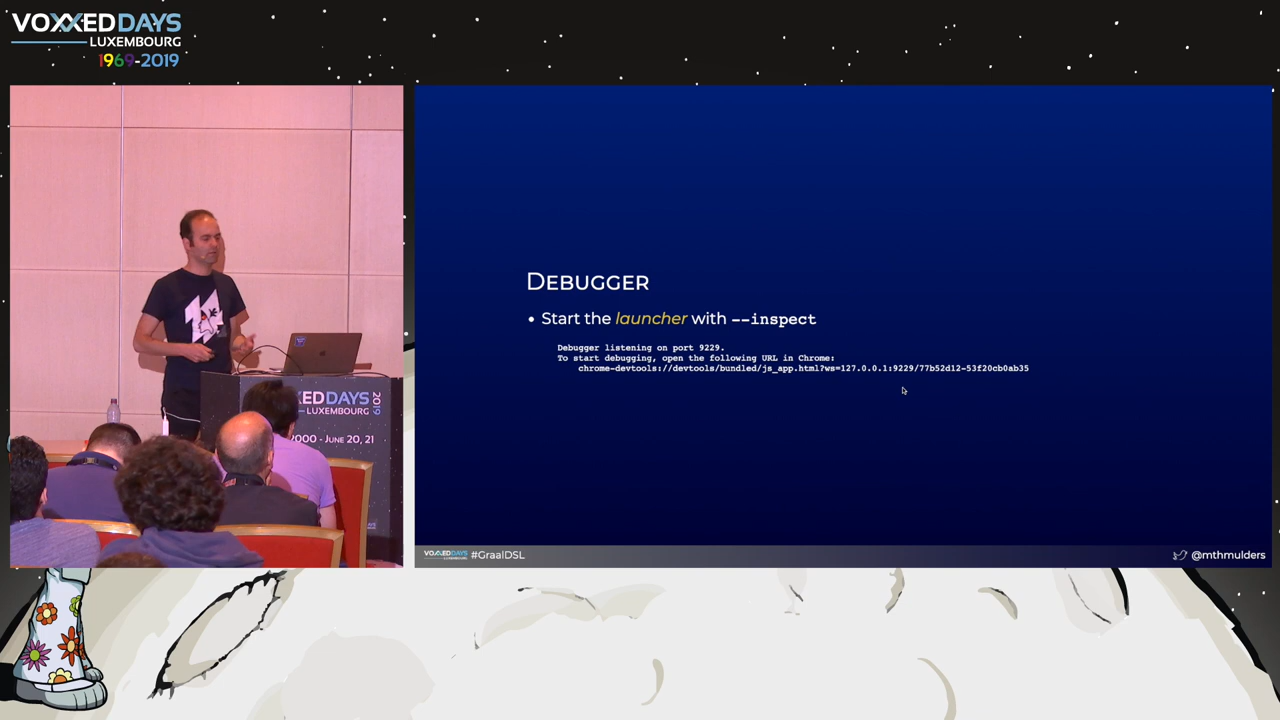 VOXXEDDAYS
LUXEMBOURG
1969-2019
DEBUGGER
• Start the launcher with --inspect
Debugger listening on port 9229.
To start debugging, open the following URL in Chrome:
chrome-devtools://devtools/bundled/js_app.html?ws=127.0.0.1:9229/77b52d12-53f20cb0ab35
XEDDAYS
LUXEMBOURG
2019
2000 - JUNE 20, 21
VOXXEDDAYS
#GraalDSL
@mthmulders